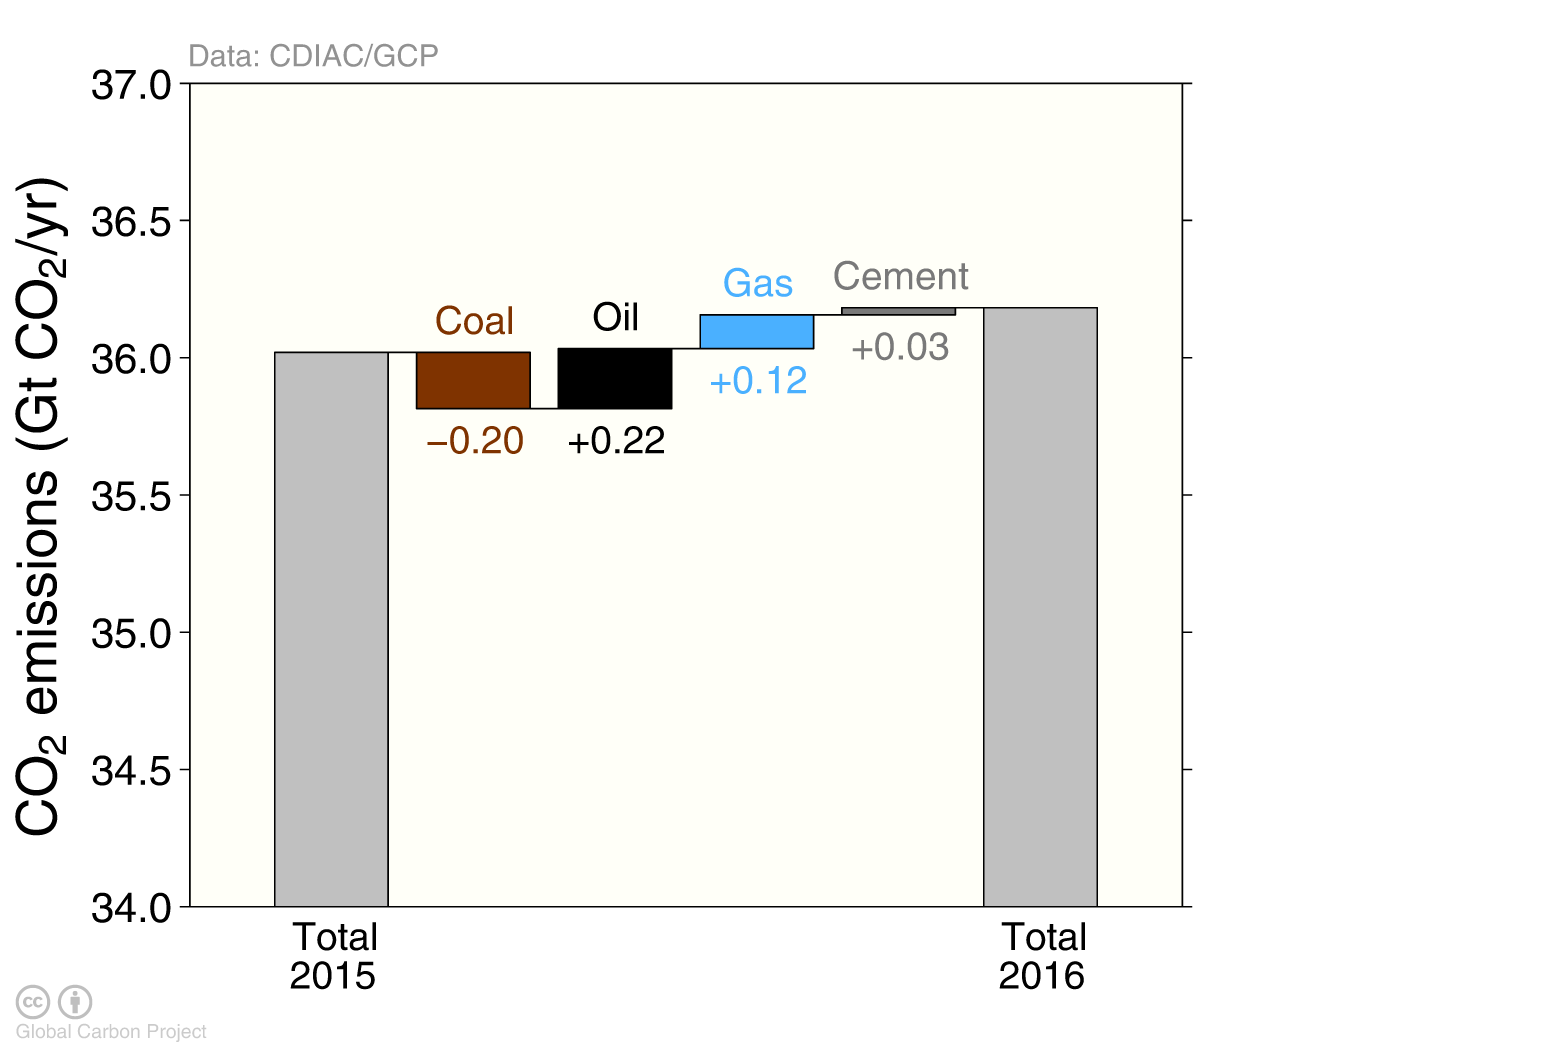 Data: CDIAC/GCP
CO₂ emissions (Gt CO₂/yr)
37.0
36.5
36.0
35.5
35.0
34.5
34.0
Coal
−0.20
Oil
+0.22
Gas
+0.12
Cement
+0.03
Total
2015
Total
2016
cc
Global Carbon Project